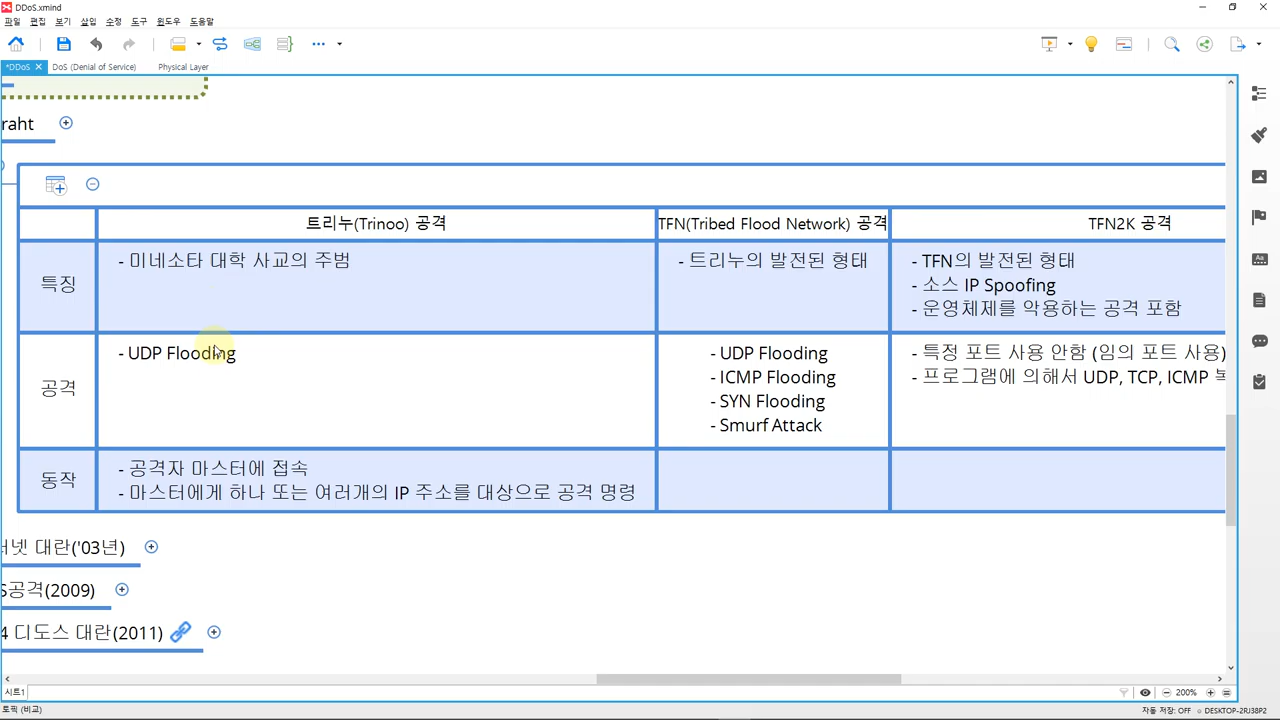 DDoS.xmind
파일 편집 보기 삽입 수정 도구 윈도우 도움말
*DDoS DoS (Denial of Service) Physical Layer
raht
트리누(Trinoo) 공격 TFN(Tribed Flood Network) 공격 TFN2K 공격
특징
- 미네소타 대학 사교의 주범
- 트리누의 발전된 형태
- TFN의 발전된 형태
- 소스 IP Spoofing
- 운영체제를 악용하는 공격 포함
공격
- UDP Flooding
- UDP Flooding
- ICMP Flooding
- SYN Flooding
- Smurf Attack
- 특정 포트 사용 안함 (임의 포트 사용)
- 프로그램에 의해서 UDP, TCP, ICMP
동작
- 공격자 마스터에 접속
- 마스터에게 하나 또는 여러개의 IP 주소를 대상으로 공격 명령
터넷 대란('03년)
S공격(2009)
4 디도스 대란(2011)
시트1
200%
토픽 (비교)
자동 저장: OFF DESKTOP-2RJ38P2